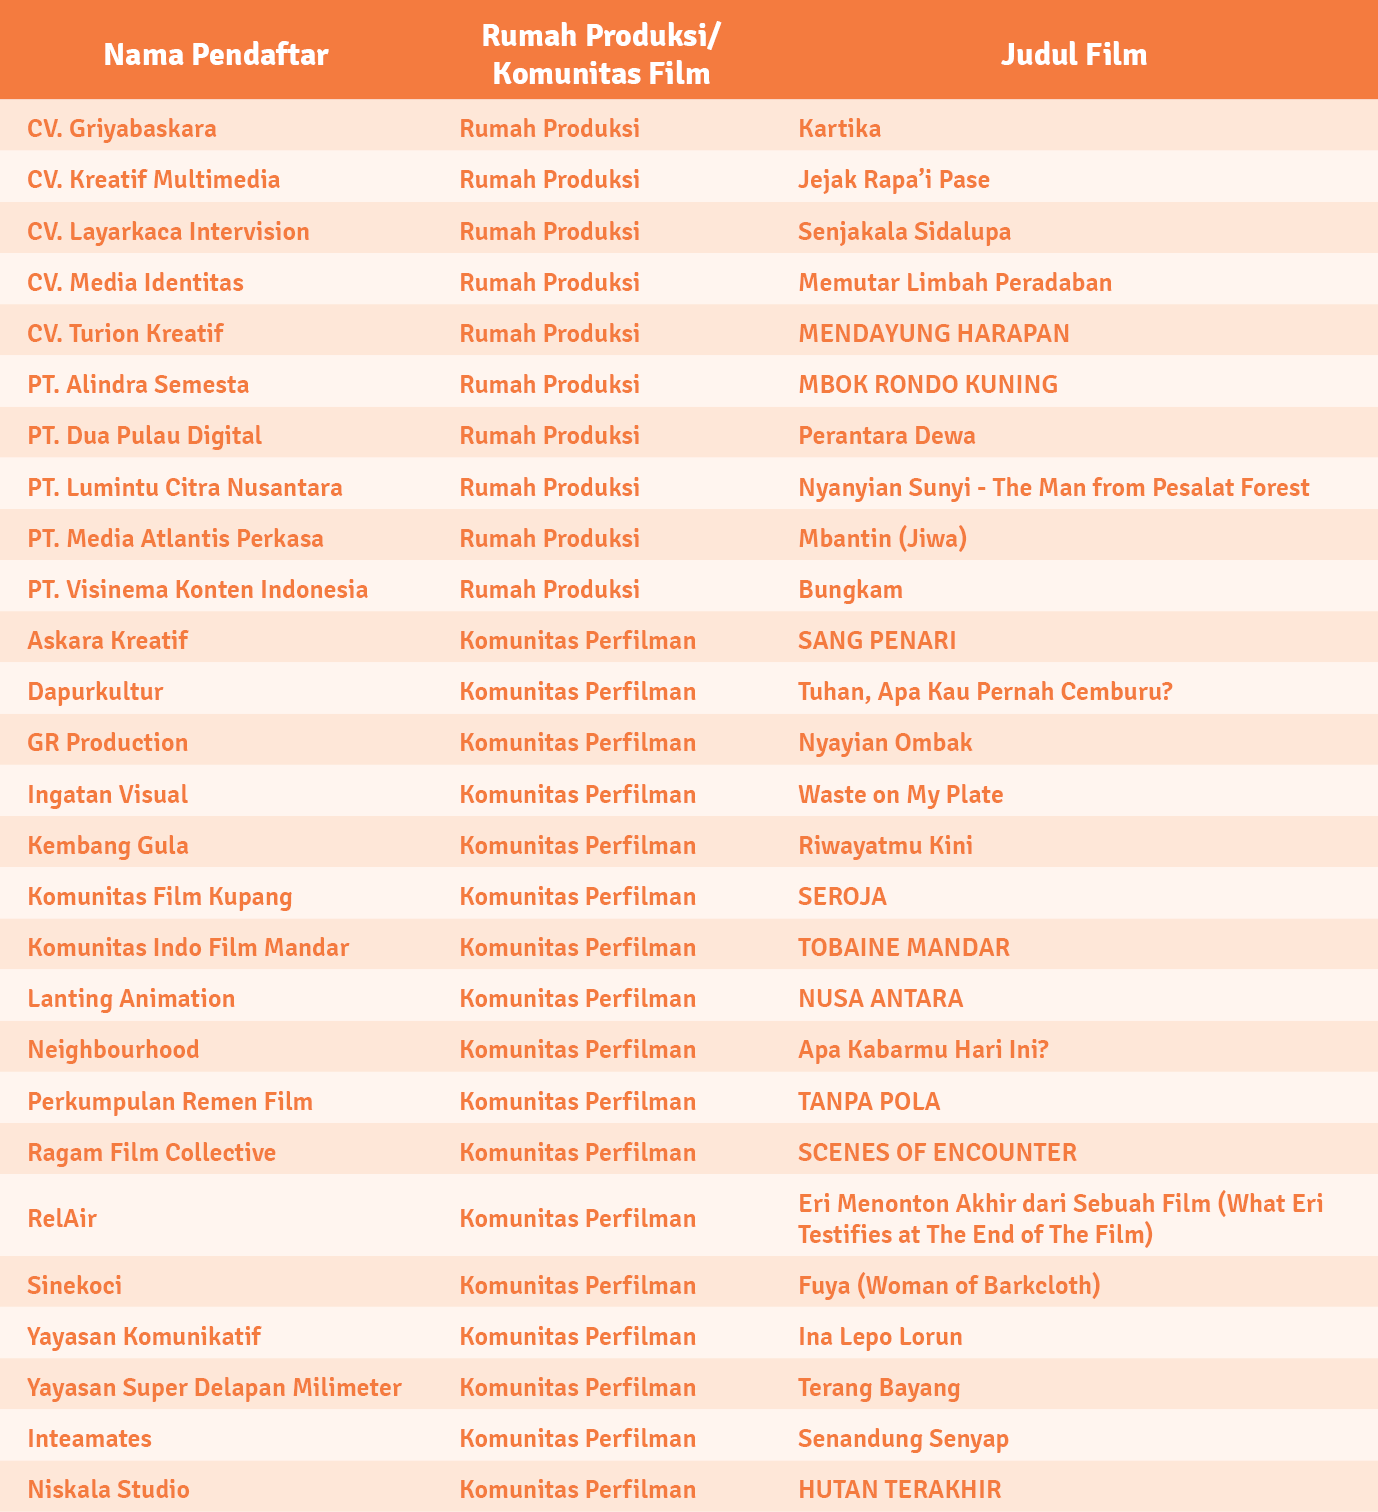 Nama Pendaftar Rumah Produksi/ Komunitas Film Judul Film
CV. Griyabaskara Rumah Produksi Kartika
CV. Kreatif Multimedia Rumah Produksi Jejak Rapa’i Pase
CV. Layarkaca Intervision Rumah Produksi Senjakala Sidalupa
CV. Media Identitas Rumah Produksi Memutar Limbah Peradaban
CV. Turion Kreatif Rumah Produksi MENDAYUNG HARAPAN
PT. Alindra Semesta Rumah Produksi MBOK RONDO KUNING
PT. Dua Pulau Digital Rumah Produksi Perantara Dewa
PT. Lumintu Citra Nusantara Rumah Produksi Nyanyian Sunyi - The Man from Pesalat Forest
PT. Media Atlantis Perkasa Rumah Produksi Mbantin (Jiwa)
PT. Visinema Konten Indonesia Rumah Produksi Bungkam
Askara Kreatif Komunitas Perfilman SANG PENARI
Dapurkultur Komunitas Perfilman Tuhan, Apa Kau Pernah Cemburu?
GR Production Komunitas Perfilman Nyayian Ombak
Ingatan Visual Komunitas Perfilman Waste on My Plate
Kembang Gula Komunitas Perfilman Riwayatmu Kini
Komunitas Film Kupang Komunitas Perfilman SEROJA
Komunitas Indo Film Mandar Komunitas Perfilman TOBAINE MANDAR
Lanting Animation Komunitas Perfilman NUSA ANTARA
Neighbourhood Komunitas Perfilman Apa Kabarmu Hari Ini?
Perkumpulan Remen Film Komunitas Perfilman TANPA POLA
Ragam Film Collective Komunitas Perfilman SCENES OF ENCOUNTER
RelAir Komunitas Perfilman Eri Menonton Akhir dari Sebuah Film (What Eri
Testifies at The End of The Film)
Sinekoci Komunitas Perfilman Fuya (Woman of Barkcloth)
Yayasan Komunikatif Komunitas Perfilman Ina Lepo Lorun
Yayasan Super Delapan Milimeter Komunitas Perfilman Terang Bayang
Inteamates Komunitas Perfilman Senandung Senyap
Niskala Studio Komunitas Perfilman HUTAN TERAKHIR